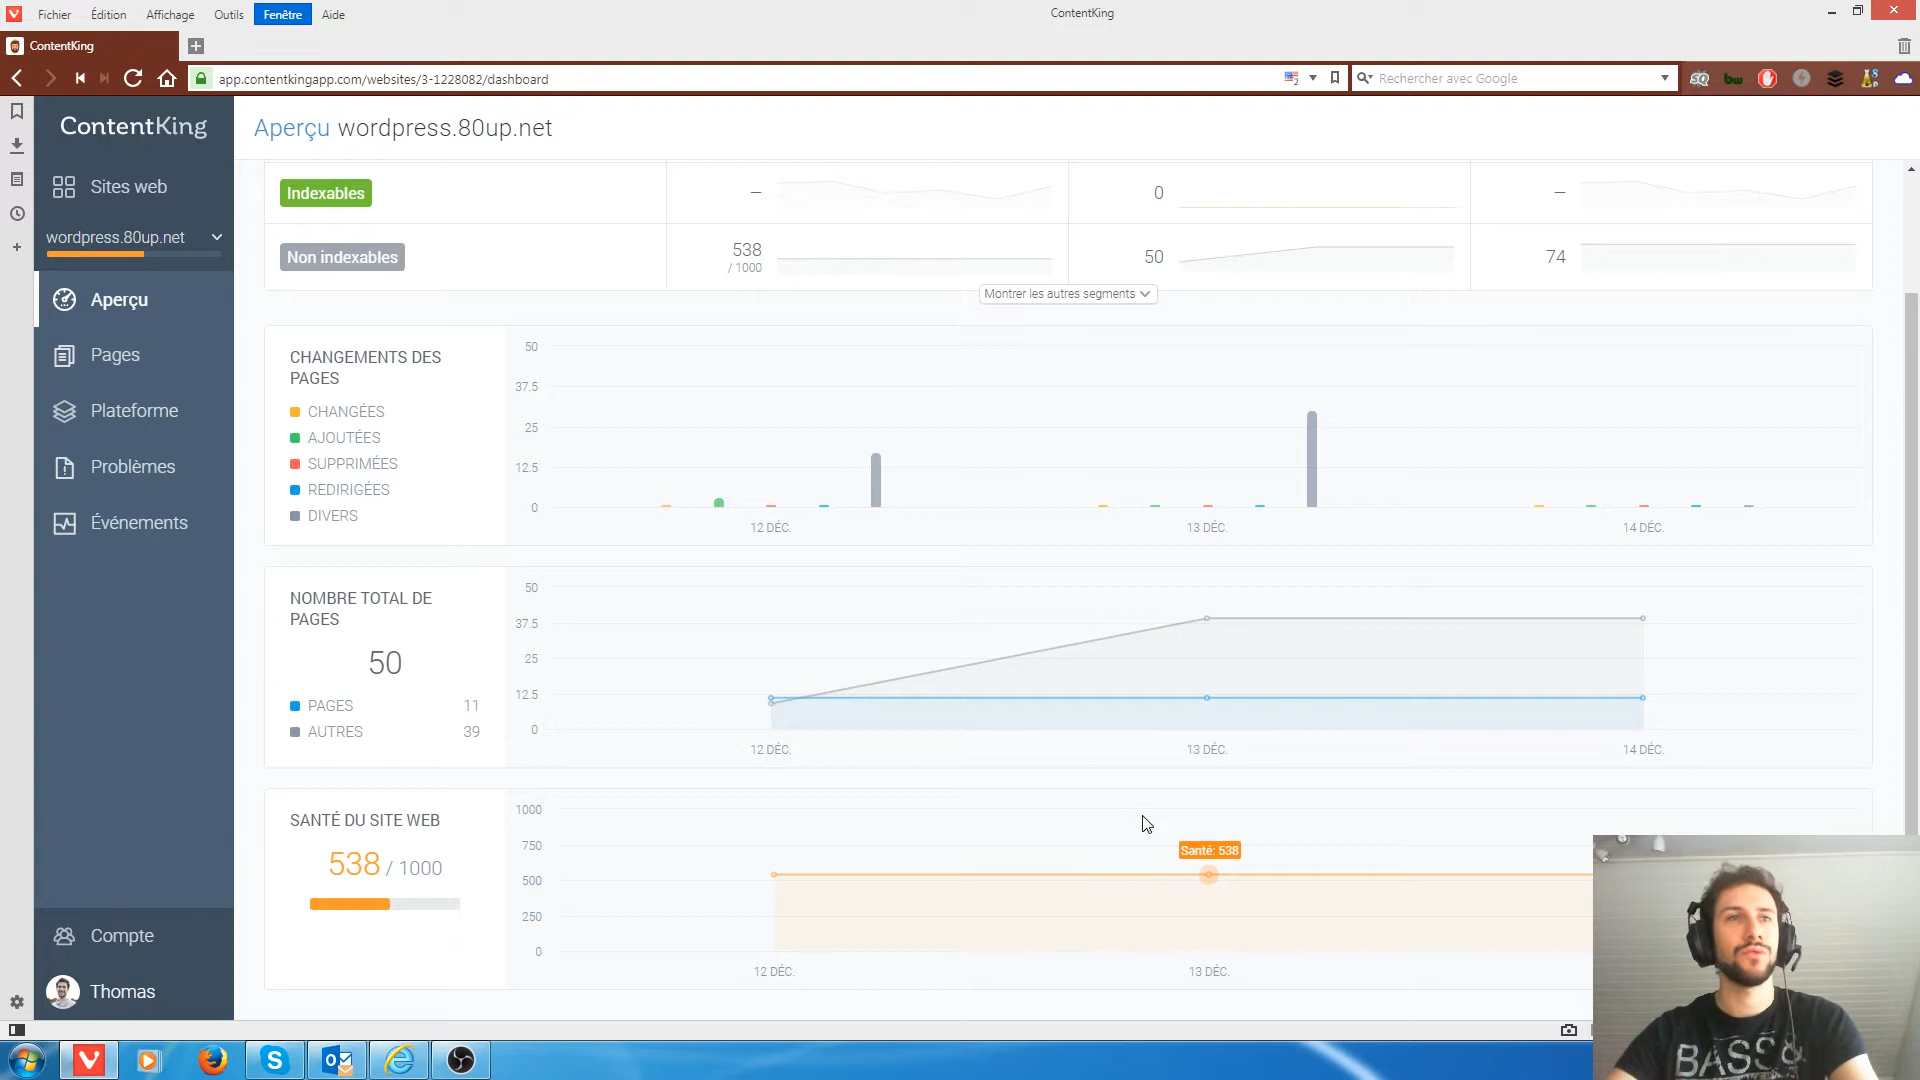 Fichier Édition Affichage Outils Fenêtre Aide
ContentKing
ContentKing
app.contentkingapp.com/websites/3-1228082/dashboard
Rechercher avec Google
ContentKing
Aperçu wordpress.80up.net
Sites web
wordpress.80up.net
Aperçu
Pages
Plateforme
Problèmes
Événements
Compte
Thomas
Indexables – 0 –
Non indexables 538 / 1000 50 74
Montrer les autres segments
CHANGEMENTS DES
PAGES
CHANGÉES
AJOUTÉES
SUPPRIMÉES
REDIRIGÉES
DIVERS
50
37.5
25
12.5
0
12 DÉC. 13 DÉC. 14 DÉC.
NOMBRE TOTAL DE
PAGES
50
PAGES 11
AUTRES 39
50
37.5
25
12.5
0
12 DÉC. 13 DÉC. 14 DÉC.
SANTÉ DU SITE WEB
538 / 1000
1000
750
500
250
0
Santé: 538
12 DÉC. 13 DÉC.
BASS&